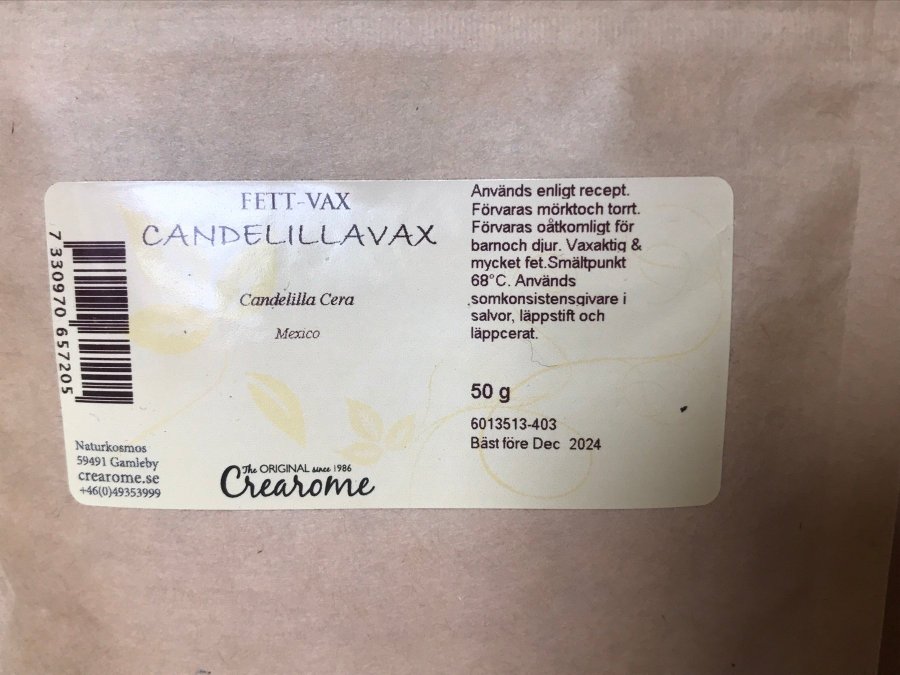 FETT-VAX
CANDELILLAVAX
Candelilla Cera
Mexico
7 330970 657205
Naturkosmos
59491 Gamleby
crearome.se
+46(0)49353999
The ORIGINAL since 1986
Crearome
Används enligt recept.
Förvaras mörktoch torrt.
Förvaras oåtkomligt för
barnoch djur. Vaxaktig &
mycket fet.Smältpunkt
68°C. Används
somkonsistensgivare i
salvor, läppstift och
läppcerat.
50 g
6013513-403
Bäst före Dec 2024